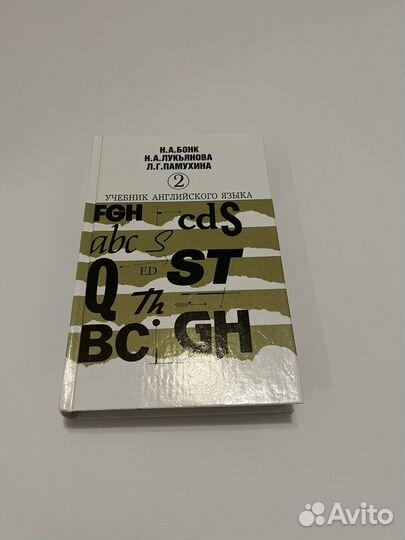 Н.А.БОНК
Н.А.ЛУКЬЯНОВА
Л.Г.ПАМУХИНА
2
УЧЕБНИК АНГЛИЙСКОГО ЯЗЫКА
FGH cdS
abc S
ED ST
Q Th
BC GH
Avito